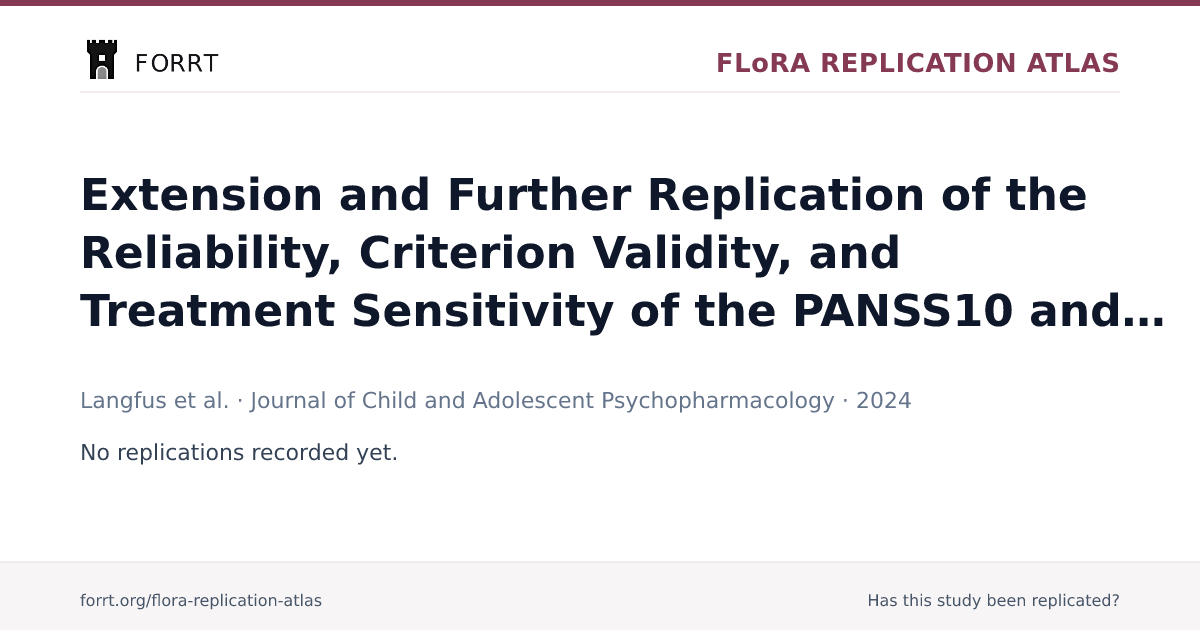 FORRT
FLoRA REPLICATION ATLAS
Extension and Further Replication of the
Reliability, Criterion Validity, and
Treatment Sensitivity of the PANSS10 and…
Langfus et al. · Journal of Child and Adolescent Psychopharmacology · 2024
No replications recorded yet.
forrt.org/flora-replication-atlas
Has this study been replicated?